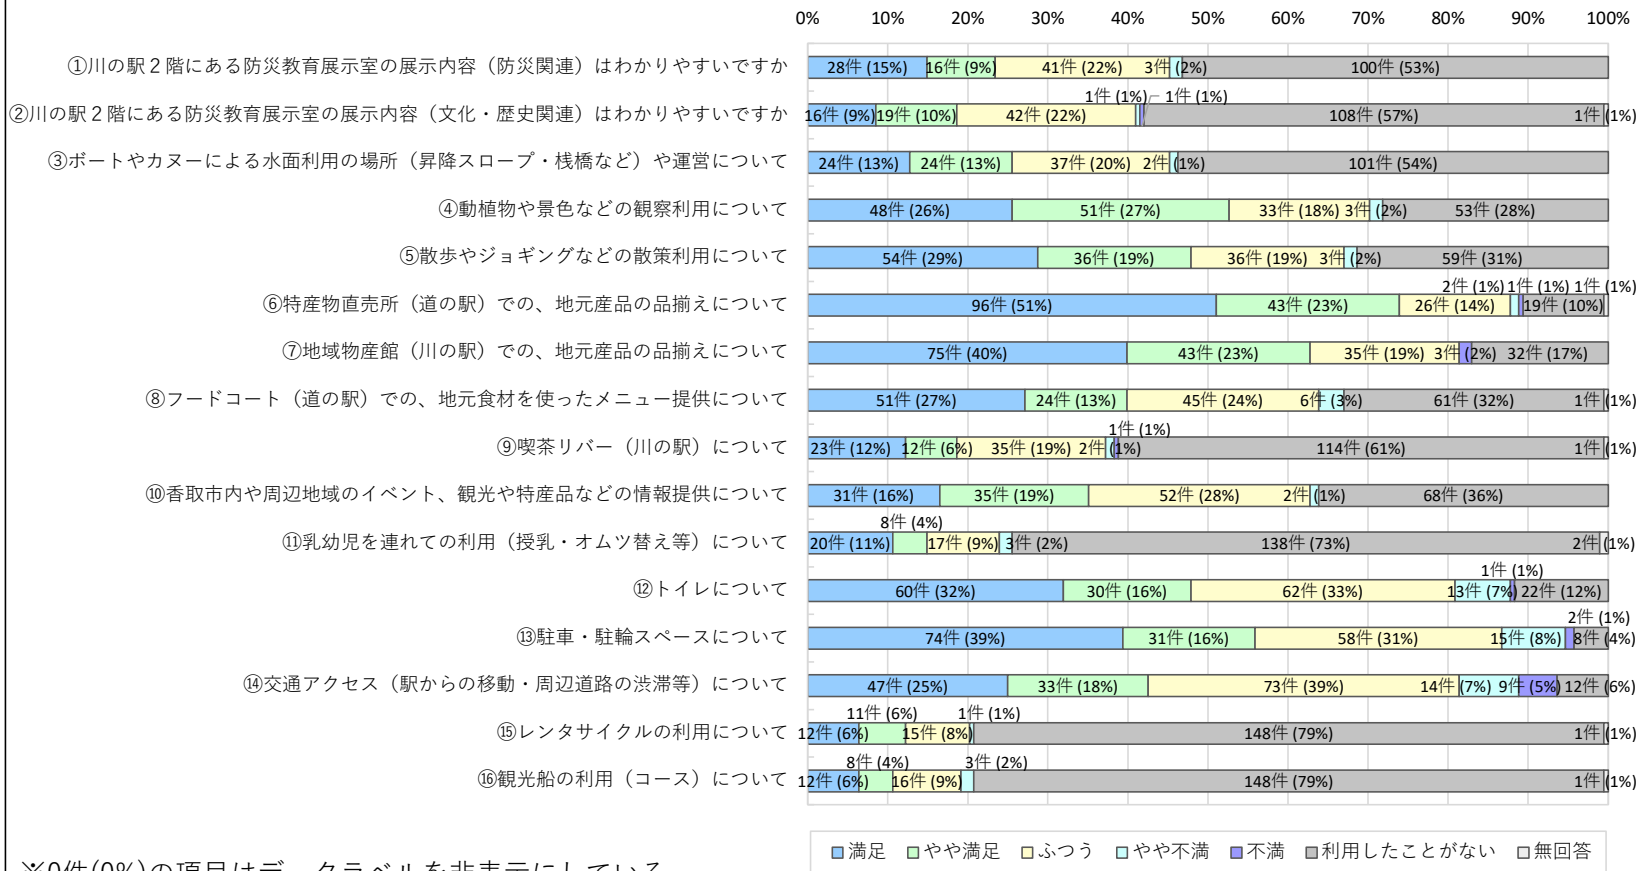 0% 10% 20% 30% 40% 50% 60% 70% 80% 90% 100%
①川の駅２階にある防災教育展示室の展示内容（防災関連）はわかりやすいですか 28件 (15%) 16件 (9%) 41件 (22%) 3件 (2%) 100件 (53%)
1件 (1%) 1件 (1%)
②川の駅２階にある防災教育展示室の展示内容（文化・歴史関連）はわかりやすいですか 16件 (9%) 19件 (10%) 42件 (22%) 108件 (57%) 1件 (1%)
③ボートやカヌーによる水面利用の場所（昇降スロープ・桟橋など）や運営について 24件 (13%) 24件 (13%) 37件 (20%) 2件 (1%) 101件 (54%)
④動植物や景色などの観察利用について 48件 (26%) 51件 (27%) 33件 (18%) 3件 (2%) 53件 (28%)
⑤散歩やジョギングなどの散策利用について 54件 (29%) 36件 (19%) 36件 (19%) 3件 (2%) 59件 (31%)
2件 (1%) 1件 (1%) 1件 (1%)
⑥特産物直売所（道の駅）での、地元産品の品揃えについて 96件 (51%) 43件 (23%) 26件 (14%) 19件 (10%)
⑦地域物産館（川の駅）での、地元産品の品揃えについて 75件 (40%) 43件 (23%) 35件 (19%) 3件 (2%) 32件 (17%)
⑧フードコート（道の駅）での、地元食材を使ったメニュー提供について 51件 (27%) 24件 (13%) 45件 (24%) 6件 (3%) 61件 (32%) 1件 (1%)
1件 (1%)
⑨喫茶リバー（川の駅）について 23件 (12%) 12件 (6%) 35件 (19%) 2件 (1%) 114件 (61%) 1件 (1%)
⑩香取市内や周辺地域のイベント、観光や特産品などの情報提供について 31件 (16%) 35件 (19%) 52件 (28%) 2件 (1%) 68件 (36%)
8件 (4%)
⑪乳幼児を連れての利用（授乳・オムツ替え等）について 20件 (11%) 17件 (9%) 3件 (2%) 138件 (73%) 2件 (1%)
1件 (1%)
⑫トイレについて 60件 (32%) 30件 (16%) 62件 (33%) 13件 (7%) 22件 (12%)
2件 (1%)
⑬駐車・駐輪スペースについて 74件 (39%) 31件 (16%) 58件 (31%) 15件 (8%) 8件 (4%)
⑭交通アクセス（駅からの移動・周辺道路の渋滞等）について 47件 (25%) 33件 (18%) 73件 (39%) 14件 (7%) 9件 (5%) 12件 (6%)
11件 (6%) 1件 (1%)
⑮レンタサイクルの利用について 12件 (6%) 15件 (8%) 148件 (79%) 1件 (1%)
8件 (4%) 3件 (2%)
⑯観光船の利用（コース）について 12件 (6%) 16件 (9%) 148件 (79%) 1件 (1%)
満足 やや満足 ふつう やや不満 不満 利用したことがない 無回答
※0件(0%)の項目はデータラベルを非表示にしている